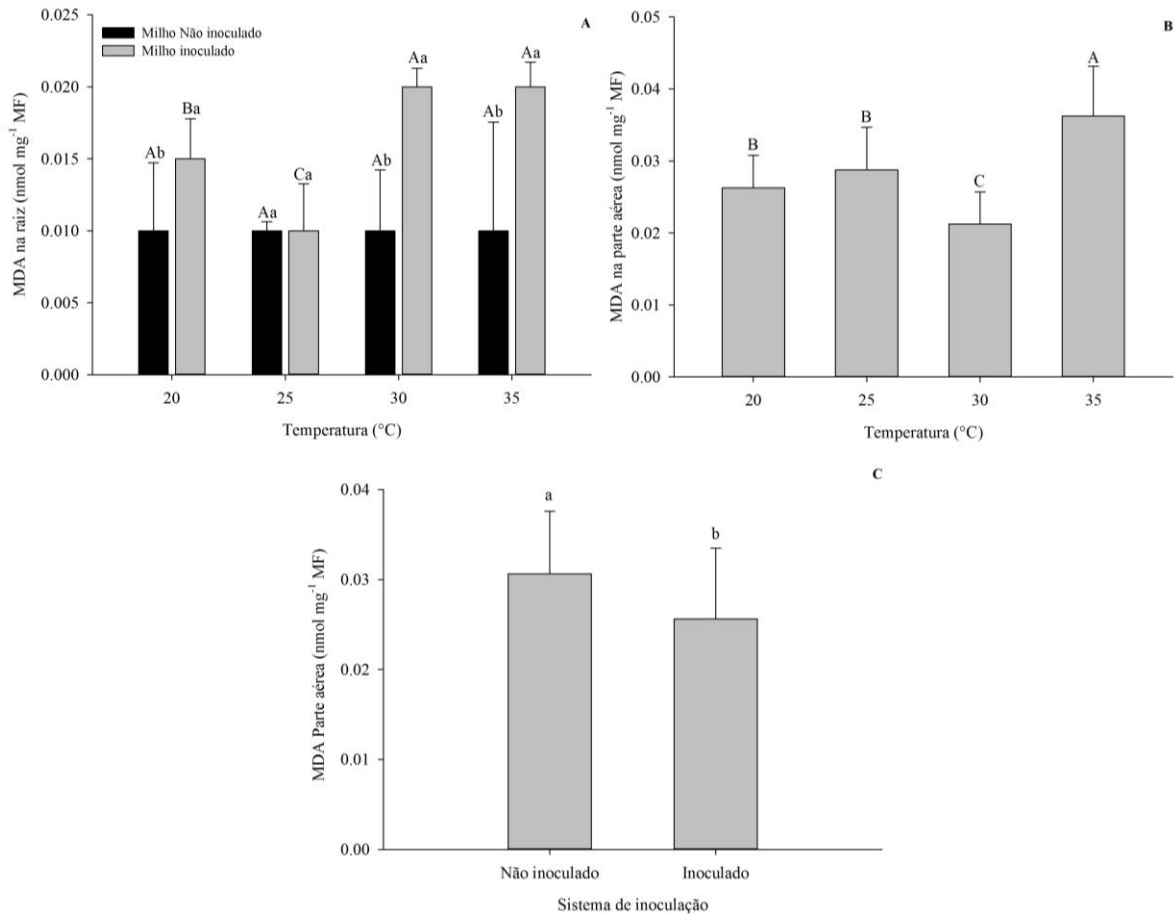 A
Milho Não inoculado
Milho inoculado
MDA na raiz (nmol mg⁻¹ MF)
0.025
0.020
0.015
0.010
0.005
0.000
Ab
Ba
Aa
Ca
Ab
Aa
Ab
Aa
20
25
30
35
Temperatura (°C)
B
MDA na parte aérea (nmol mg⁻¹ MF)
0.05
0.04
0.03
0.02
0.01
0.00
B
B
C
A
20
25
30
35
Temperatura (°C)
C
MDA Parte aérea (nmol mg⁻¹ MF)
0.04
0.03
0.02
0.01
0.00
a
b
Não inoculado
Inoculado
Sistema de inoculação